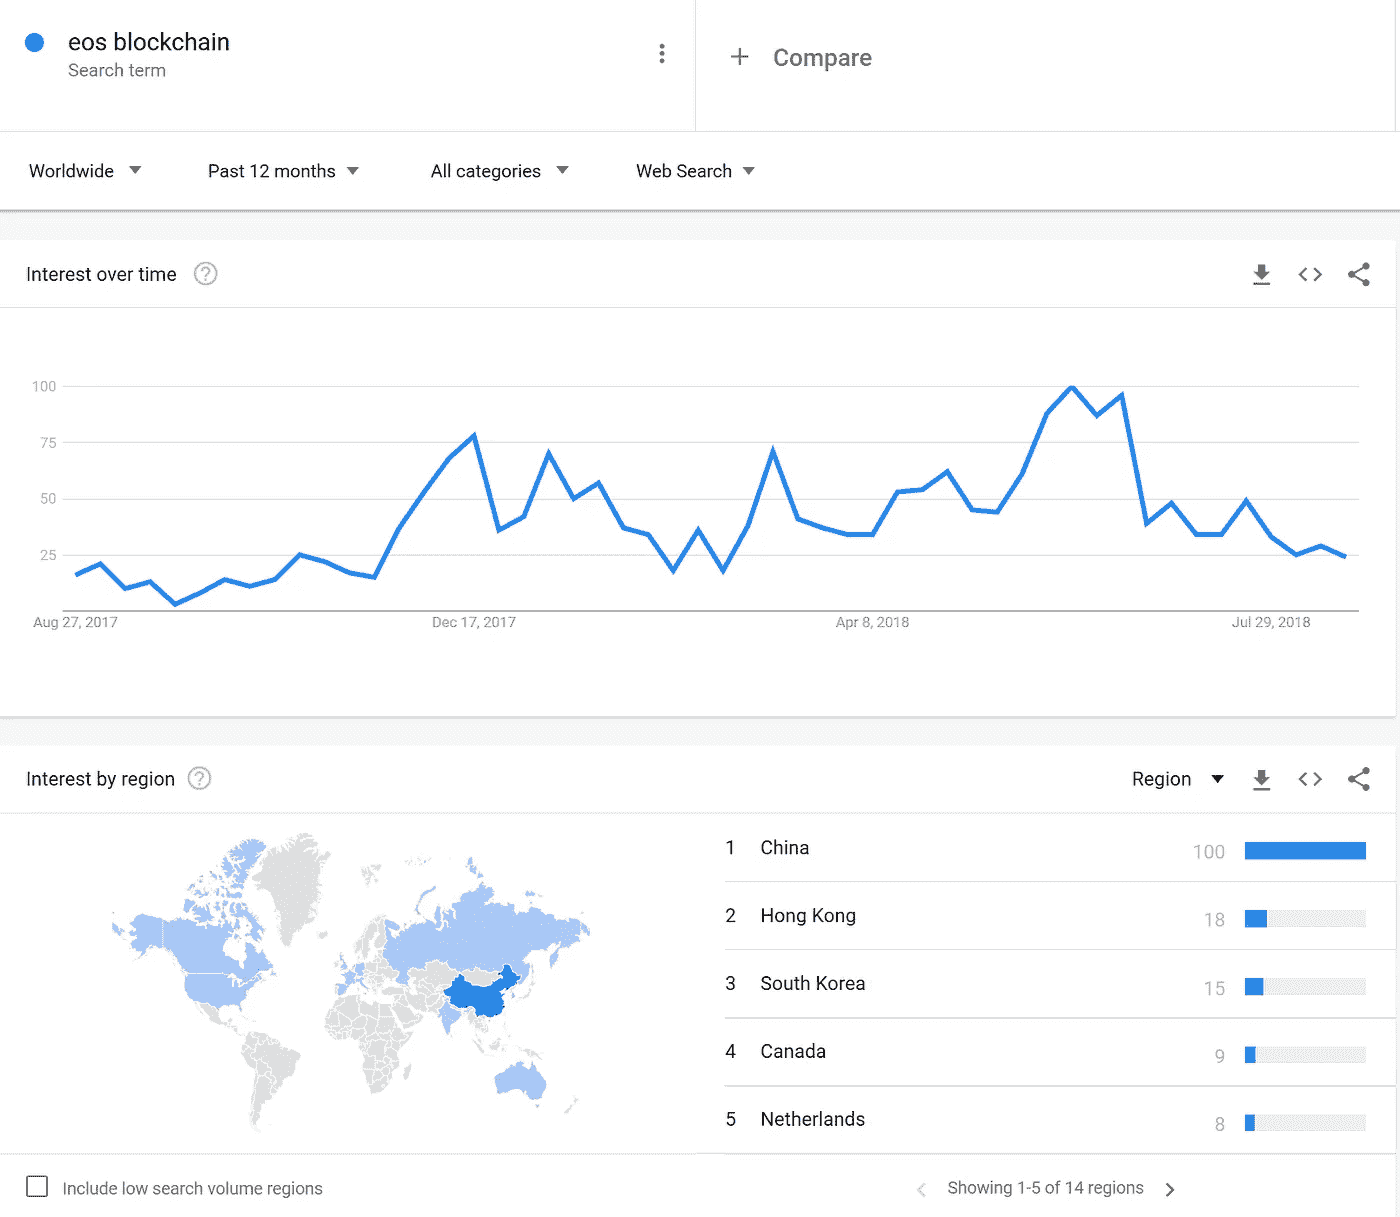 eos blockchain
Search term
+ Compare
Worldwide Past 12 months All categories Web Search
Interest over time ?
100
75
50
25
Aug 27, 2017 Dec 17, 2017 Apr 8, 2018 Jul 29, 2018
Interest by region ? Region
1 China 100
2 Hong Kong 18
3 South Korea 15
4 Canada 9
5 Netherlands 8
Include low search volume regions Showing 1-5 of 14 regions